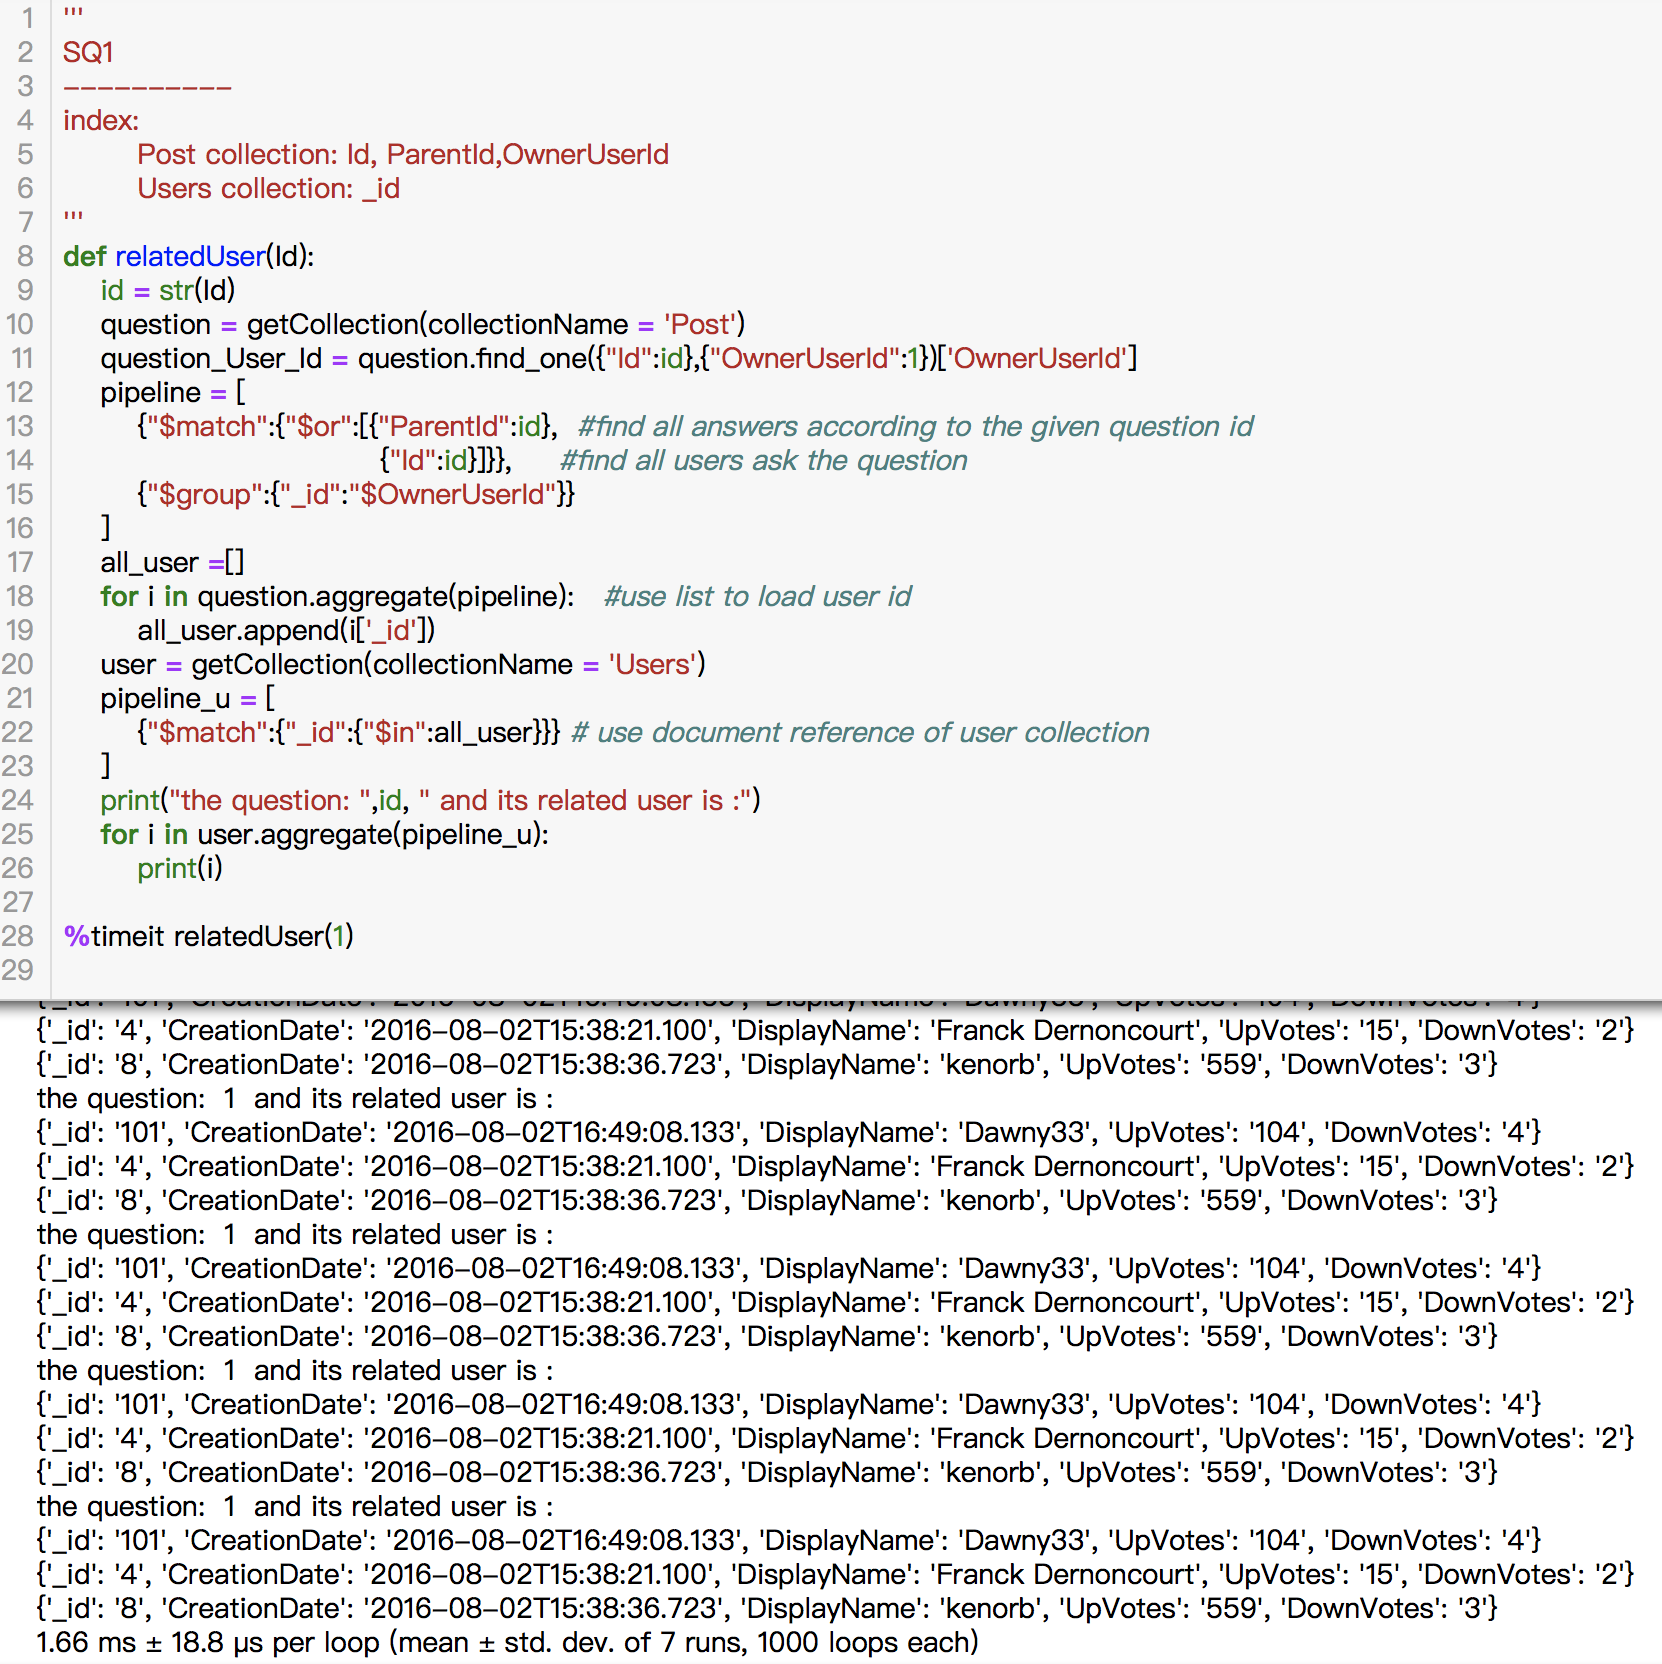 1 '''
2 SQ1
3 ----------
4 index:
5 Post collection: Id, ParentId,OwnerUserId
6 Users collection: _id
7 '''
8 def relatedUser(Id):
9 id = str(Id)
10 question = getCollection(collectionName = 'Post')
11 question_User_Id = question.find_one({"Id":id},{"OwnerUserId":1})['OwnerUserId']
12 pipeline = [
13 {"$match":{"$or":[{"ParentId":id}, #find all answers according to the given question id
14 {"Id":id}]}}, #find all users ask the question
15 {"$group":{"_id":"$OwnerUserId"}}
16 ]
17 all_user =[]
18 for i in question.aggregate(pipeline): #use list to load user id
19 all_user.append(i['_id'])
20 user = getCollection(collectionName = 'Users')
21 pipeline_u = [
22 {"$match":{"_id":{"$in":all_user}}} # use document reference of user collection
23 ]
24 print("the question: ",id, " and its related user is :")
25 for i in user.aggregate(pipeline_u):
26 print(i)
27
28 %timeit relatedUser(1)
29
{'_id': '101', 'CreationDate': '2016-08-02T16:49:08.133', 'DisplayName': 'Dawny33', 'UpVotes': '104', 'DownVotes': '4'}
{'_id': '4', 'CreationDate': '2016-08-02T15:38:21.100', 'DisplayName': 'Franck Dernoncourt', 'UpVotes': '15', 'DownVotes': '2'}
{'_id': '8', 'CreationDate': '2016-08-02T15:38:36.723', 'DisplayName': 'kenorb', 'UpVotes': '559', 'DownVotes': '3'}
the question:  1  and its related user is :
{'_id': '101', 'CreationDate': '2016-08-02T16:49:08.133', 'DisplayName': 'Dawny33', 'UpVotes': '104', 'DownVotes': '4'}
{'_id': '4', 'CreationDate': '2016-08-02T15:38:21.100', 'DisplayName': 'Franck Dernoncourt', 'UpVotes': '15', 'DownVotes': '2'}
{'_id': '8', 'CreationDate': '2016-08-02T15:38:36.723', 'DisplayName': 'kenorb', 'UpVotes': '559', 'DownVotes': '3'}
the question:  1  and its related user is :
{'_id': '101', 'CreationDate': '2016-08-02T16:49:08.133', 'DisplayName': 'Dawny33', 'UpVotes': '104', 'DownVotes': '4'}
{'_id': '4', 'CreationDate': '2016-08-02T15:38:21.100', 'DisplayName': 'Franck Dernoncourt', 'UpVotes': '15', 'DownVotes': '2'}
{'_id': '8', 'CreationDate': '2016-08-02T15:38:36.723', 'DisplayName': 'kenorb', 'UpVotes': '559', 'DownVotes': '3'}
the question:  1  and its related user is :
{'_id': '101', 'CreationDate': '2016-08-02T16:49:08.133', 'DisplayName': 'Dawny33', 'UpVotes': '104', 'DownVotes': '4'}
{'_id': '4', 'CreationDate': '2016-08-02T15:38:21.100', 'DisplayName': 'Franck Dernoncourt', 'UpVotes': '15', 'DownVotes': '2'}
{'_id': '8', 'CreationDate': '2016-08-02T15:38:36.723', 'DisplayName': 'kenorb', 'UpVotes': '559', 'DownVotes': '3'}
the question:  1  and its related user is :
{'_id': '101', 'CreationDate': '2016-08-02T16:49:08.133', 'DisplayName': 'Dawny33', 'UpVotes': '104', 'DownVotes': '4'}
{'_id': '4', 'CreationDate': '2016-08-02T15:38:21.100', 'DisplayName': 'Franck Dernoncourt', 'UpVotes': '15', 'DownVotes': '2'}
{'_id': '8', 'CreationDate': '2016-08-02T15:38:36.723', 'DisplayName': 'kenorb', 'UpVotes': '559', 'DownVotes': '3'}
1.66 ms ± 18.8 µs per loop (mean ± std. dev. of 7 runs, 1000 loops each)